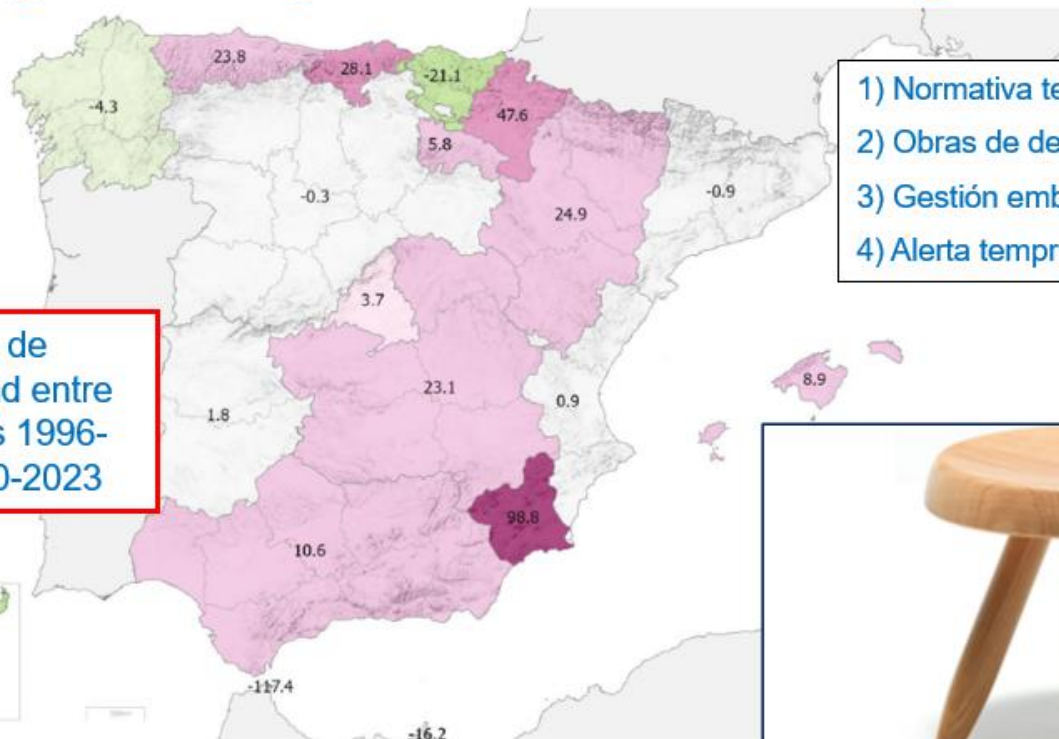 23.8
28.1
-21.1
-4.3
47.6
5.8
-0.3
-0.9
24.9
3.7
23.1
1.8
0.9
8.9
98.8
10.6
-117.4
-16.2
1) Normativa te
2) Obras de de
3) Gestión emb
4) Alerta tempr
de
d entre
s 1996-
0-2023